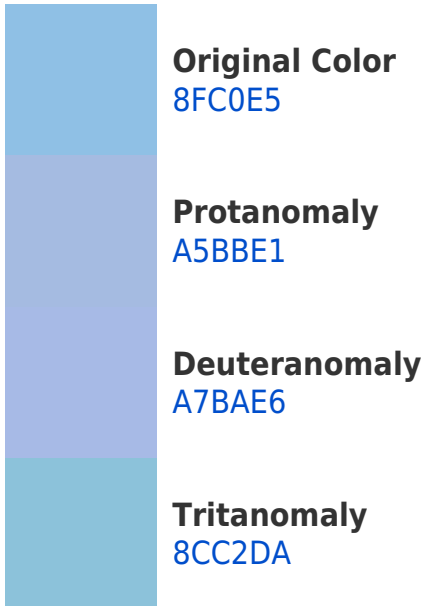 Original Color
8FC0E5
Protanomaly
A5BBE1
Deuteranomaly
A7BAE6
Tritanomaly
8CC2DA